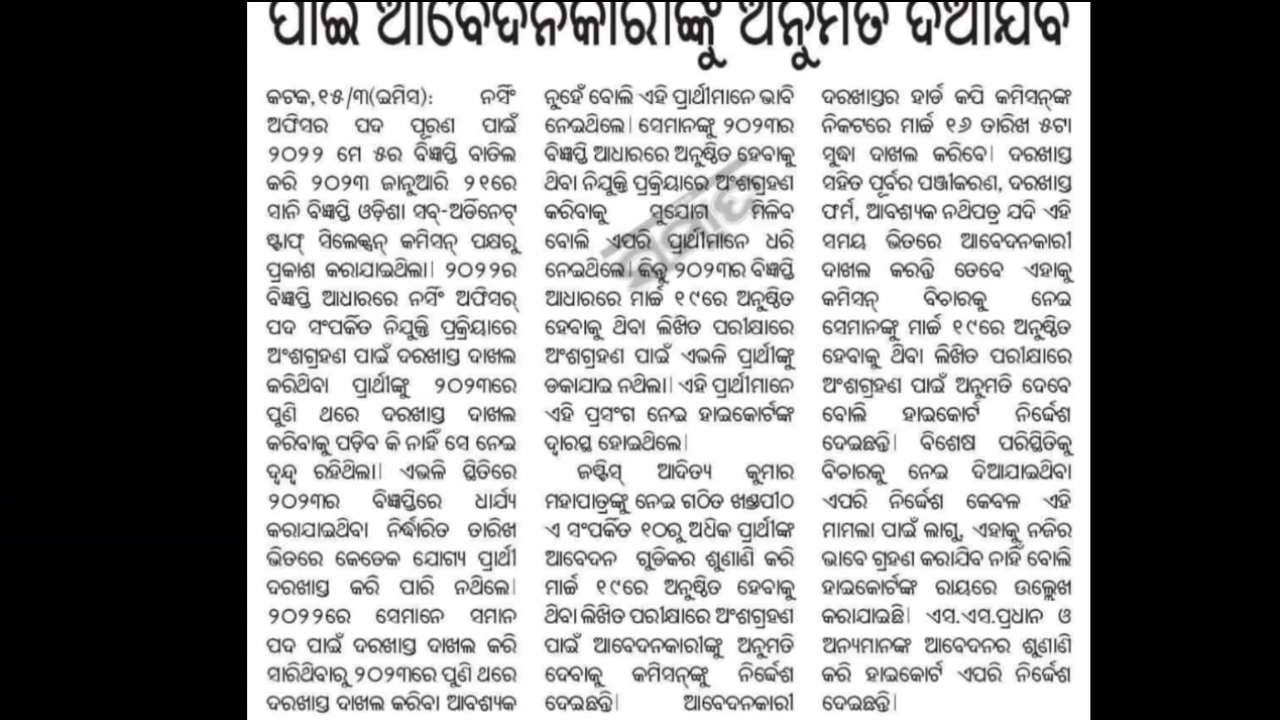 ପାଇଁ ଆବେଦନକାରୀଙ୍କୁ ଅନୁମତି ଦିଆଯିବ
କଟକ,୧୫/୩(ଇମିସ): ନର୍ସିଂ
ଅଫିସର ପଦ ପୂରଣ ପାଇଁ
୨୦୨୨ ମେ ୫ର ବିଜ୍ଞପ୍ତି ବାତିଲ
କରି ୨୦୨୩ ଜାନୁଆରି ୨୧ରେ
ସାନି ବିଜ୍ଞପ୍ତି ଓଡ଼ିଶା ସବ୍-ଅର୍ଡିନେଟ୍
ଷ୍ଟାଫ୍ ସିଲେକ୍ସନ୍ କମିସନ୍ ପକ୍ଷରୁ
ପ୍ରକାଶ କରାଯାଇଥିଲା। ୨୦୨୨ର
ବିଜ୍ଞପ୍ତି ଆଧାରରେ ନର୍ସିଂ ଅଫିସର୍
ପଦ ସଂପର୍କିତ ନିଯୁକ୍ତି ପ୍ରକ୍ରିୟାରେ
ଅଂଶଗ୍ରହଣ ପାଇଁ ଦରଖାସ୍ତ ଦାଖଲ
କରିଥିବା ପ୍ରାର୍ଥୀଙ୍କୁ ୨୦୨୩ରେ
ପୁଣି ଥରେ ଦରଖାସ୍ତ ଦାଖଲ
କରିବାକୁ ପଡ଼ିବ କି ନାହିଁ ସେ ନେଇ
ଦ୍ୱନ୍ଦ୍ୱ ରହିଥିଲା। ଏଭଳି ସ୍ଥିତିରେ
୨୦୨୩ର ବିଜ୍ଞପ୍ତିରେ ଧାର୍ଯ୍ୟ
କରାଯାଇଥିବା ନିର୍ଦ୍ଧାରିତ ତାରିଖ
ଭିତରେ କେତେକ ଯୋଗ୍ୟ ପ୍ରାର୍ଥୀ
ଦରଖାସ୍ତ କରି ପାରି ନଥିଲେ।
୨୦୨୨ରେ ସେମାନେ ସମାନ
ପଦ ପାଇଁ ଦରଖାସ୍ତ ଦାଖଲ କରି
ସାରିଥିବାରୁ ୨୦୨୩ରେ ପୁଣି ଥରେ
ଦରଖାସ୍ତ ଦାଖଲ କରିବା ଆବଶ୍ୟକ
ନୁହେଁ ବୋଲି ଏହି ପ୍ରାର୍ଥୀମାନେ ଭାବି
ନେଇଥିଲେ। ସେମାନଙ୍କୁ ୨୦୨୩ର
ବିଜ୍ଞପ୍ତି ଆଧାରରେ ଅନୁଷ୍ଠିତ ହେବାକୁ
ଥିବା ନିଯୁକ୍ତି ପ୍ରକ୍ରିୟାରେ ଅଂଶଗ୍ରହଣ
କରିବାକୁ ସୁଯୋଗ ମିଳିବ
ବୋଲି ଏପରି ପ୍ରାର୍ଥୀମାନେ ଧରି
ନେଇଥିଲେ। କିନ୍ତୁ ୨୦୨୩ର ବିଜ୍ଞପ୍ତି
ଆଧାରରେ ମାର୍ଚ୍ଚ ୧୯ରେ ଅନୁଷ୍ଠିତ
ହେବାକୁ ଥିବା ଲିଖିତ ପରୀକ୍ଷାରେ
ଅଂଶଗ୍ରହଣ ପାଇଁ ଏଭଳି ପ୍ରାର୍ଥୀଙ୍କୁ
ଡକାଯାଇ ନଥିଲା। ଏହି ପ୍ରାର୍ଥୀମାନେ
ଏହି ପ୍ରସଂଗ ନେଇ ହାଇକୋର୍ଟଙ୍କ
ଦ୍ୱାରସ୍ଥ ହୋଇଥିଲେ।
ଜଷ୍ଟିସ୍ ଆଦିତ୍ୟ କୁମାର
ମହାପାତ୍ରଙ୍କୁ ନେଇ ଗଠିତ ଖଣ୍ଡପୀଠ
ଏ ସଂପର୍କିତ ୧୦ରୁ ଅଧିକ ପ୍ରାର୍ଥୀଙ୍କ
ଆବେଦନ ଗୁଡିକର ଶୁଣାଣି କରି
ମାର୍ଚ୍ଚ ୧୯ରେ ଅନୁଷ୍ଠିତ ହେବାକୁ
ଥିବା ଲିଖିତ ପରୀକ୍ଷାରେ ଅଂଶଗ୍ରହଣ
ପାଇଁ ଆବେଦନକାରୀଙ୍କୁ ଅନୁମତି
ଦେବାକୁ କମିସନ୍‌ଙ୍କୁ ନିର୍ଦ୍ଦେଶ
ଦେଇଛନ୍ତି। ଆବେଦନକାରୀ
ଦରଖାସ୍ତର ହାର୍ଡ କପି କମିସନ୍‌ଙ୍କ
ନିକଟରେ ମାର୍ଚ୍ଚ ୧୬ ତାରିଖ ୫ଟା
ସୁଦ୍ଧା ଦାଖଲ କରିବେ। ଦରଖାସ୍ତ
ସହିତ ପୂର୍ବର ପଞ୍ଜୀକରଣ, ଦରଖାସ୍ତ
ଫର୍ମ, ଆବଶ୍ୟକ ନଥିପତ୍ର ଯଦି ଏହି
ସମୟ ଭିତରେ ଆବେଦନକାରୀ
ଦାଖଲ କରନ୍ତି ତେବେ ଏହାକୁ
କମିସନ୍ ବିଚାରକୁ ନେଇ
ସେମାନଙ୍କୁ ମାର୍ଚ୍ଚ ୧୯ରେ ଅନୁଷ୍ଠିତ
ହେବାକୁ ଥିବା ଲିଖିତ ପରୀକ୍ଷାରେ
ଅଂଶଗ୍ରହଣ ପାଇଁ ଅନୁମତି ଦେବେ
ବୋଲି ହାଇକୋର୍ଟ ନିର୍ଦ୍ଦେଶ
ଦେଇଛନ୍ତି। ବିଶେଷ ପରିସ୍ଥିତିକୁ
ବିଚାରକୁ ନେଇ ଦିଆଯାଇଥିବା
ଏପରି ନିର୍ଦ୍ଦେଶ କେବଳ ଏହି
ମାମଲା ପାଇଁ ଲାଗୁ, ଏହାକୁ ନଜିର
ଭାବେ ଗ୍ରହଣ କରାଯିବ ନାହିଁ ବୋଲି
ହାଇକୋର୍ଟଙ୍କ ରାୟରେ ଉଲ୍ଲେଖ
କରାଯାଇଛି। ଏସ.ଏସ.ପ୍ରଧାନ ଓ
ଅନ୍ୟମାନଙ୍କ ଆବେଦନର ଶୁଣାଣି
କରି ହାଇକୋର୍ଟ ଏପରି ନିର୍ଦ୍ଦେଶ
ଦେଇଛନ୍ତି।